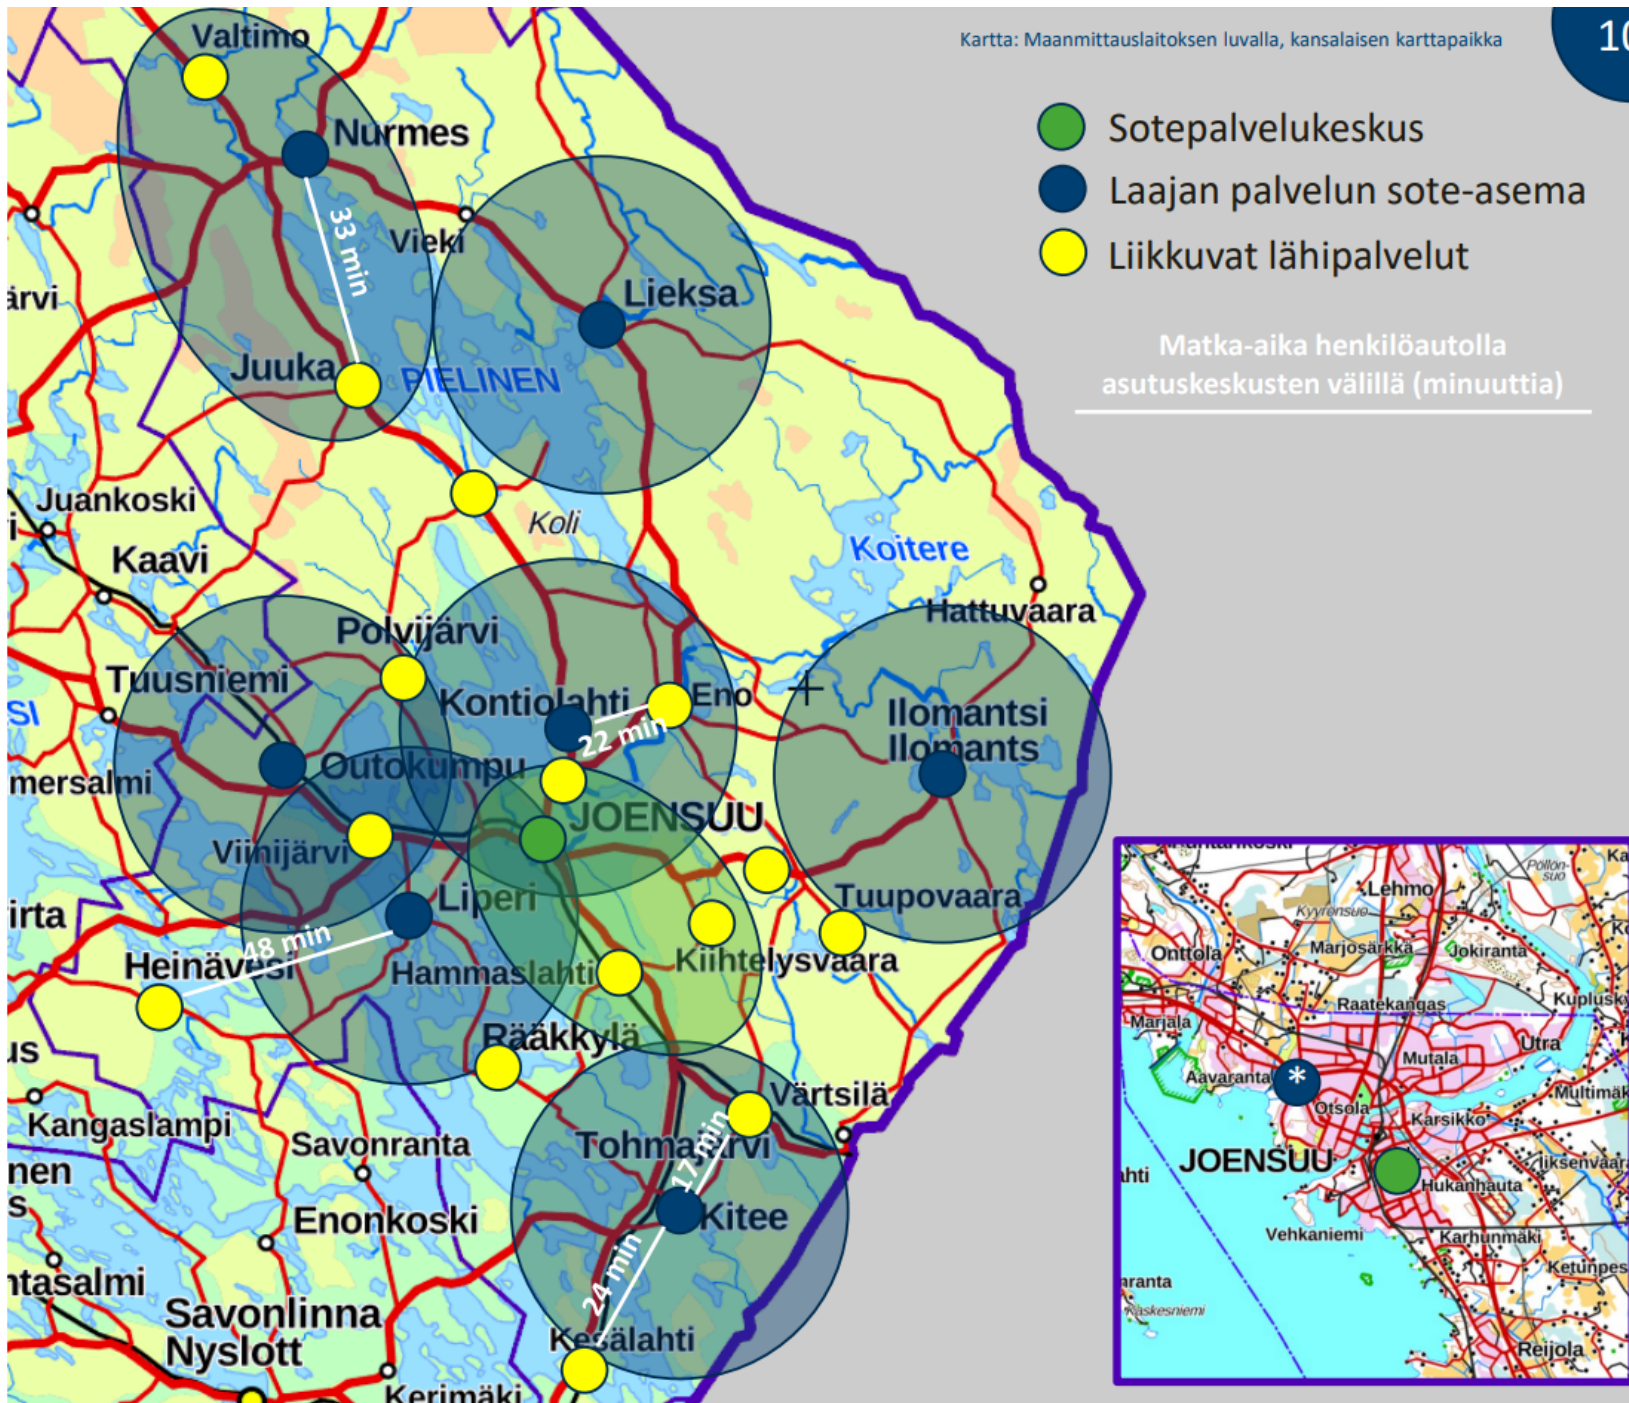 Kartta: Maanmittauslaitoksen luvalla, kansalaisen karttapaikka
Sotepalvelukeskus
Laajan palvelun sote-asema
Liikkuvat lähipalvelut
Matka-aika henkilöautolla
asutuskeskusten välillä (minuuttia)
Valtimo
Nurmes
33 min
Vieki
Lieksa
Juuka
PIELINEN
Juankoski
Koli
Kaavi
Koitere
Hattuvaara
Polvijärvi
Tuusniemi
Kontiolahti
Eno
22 min
Ilomantsi
Ilomants
Outokumpu
JOENSUU
Viinijärvi
Liperi
Tuupovaara
48 min
Heinävesi
Hammaslahti
Kiihtelysvaara
Rääkkylä
Värtsilä
Kangaslampi
Savonranta
Tohmajärvi
17 min
Kitee
Enonkoski
24 min
Savonlinna
Nyslott
Kesälahti
Kerimäki
Lehmo
Kyyrönsuo
Pöllön-
suo
Onttola
Marjosärkkä
Jokiranta
Raatekangas
Marjala
Utra
Mutala
Aavaranta
*
Otsola
Karsikko
JOENSUU
Hukanhauta
Vehkaniemi
Karhunmäki
Kaskesniemi
Reijola